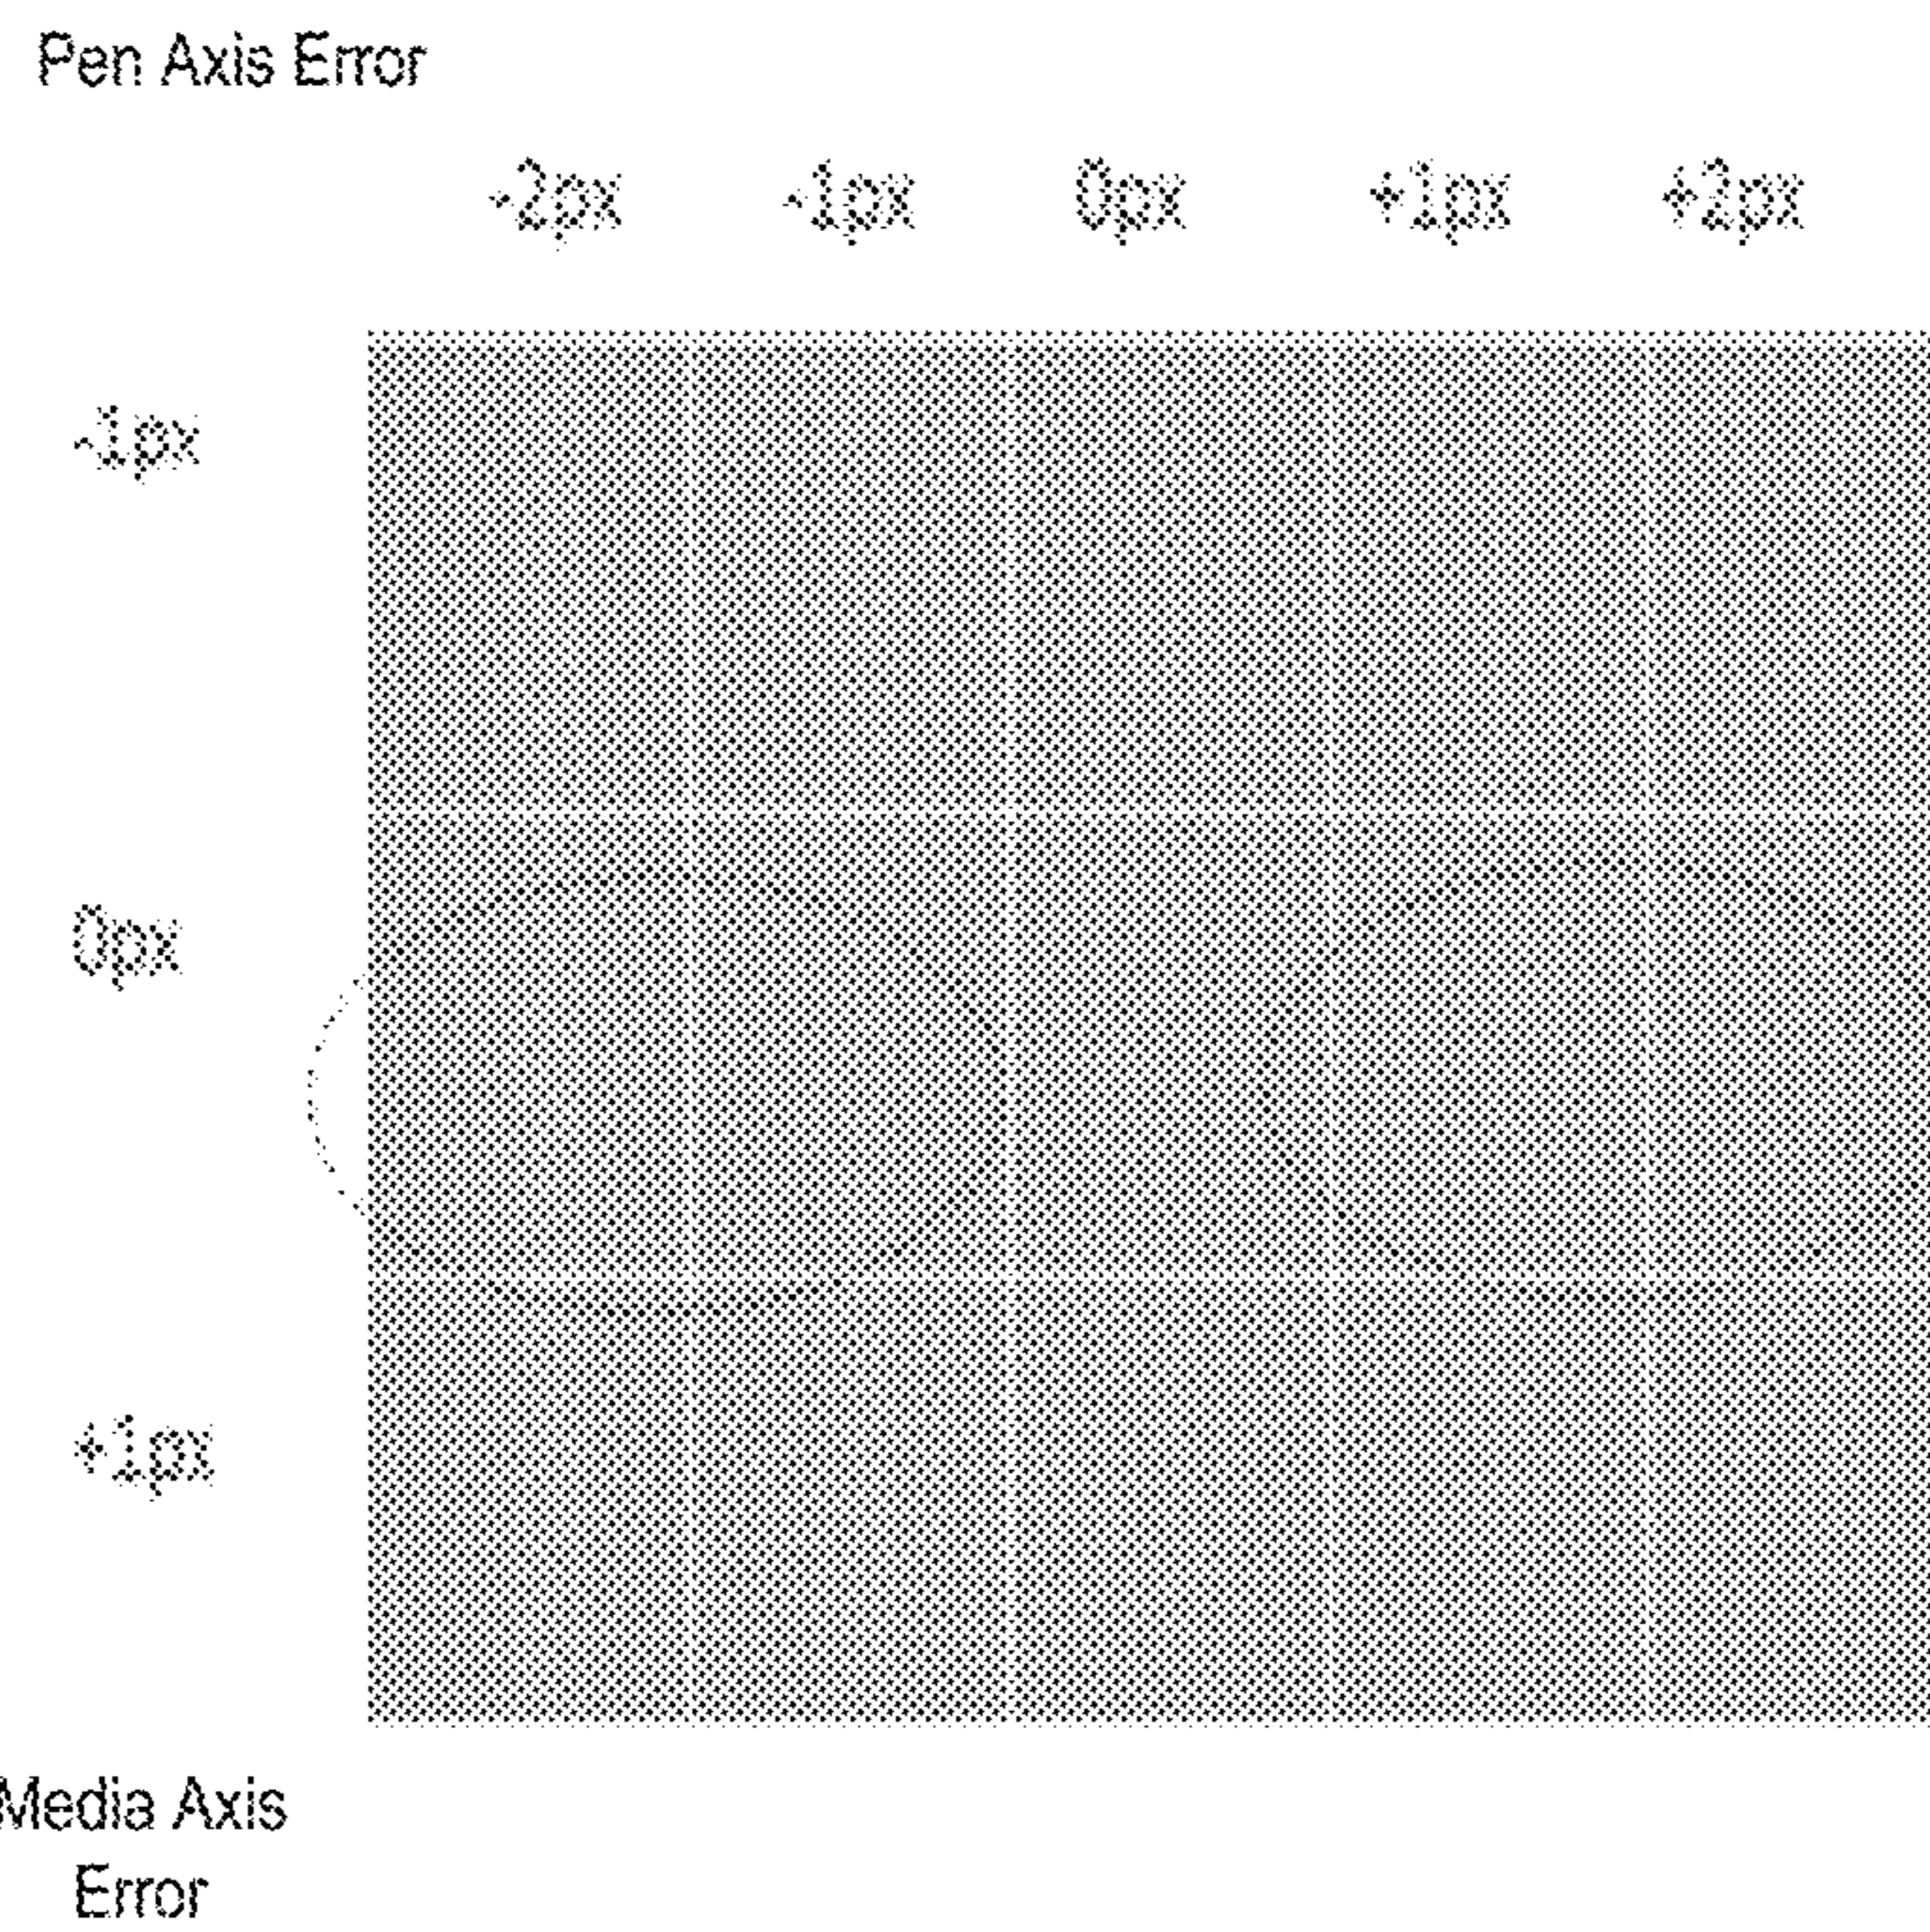 Pen Axis Error
-2px -1px 0px +1px +2px
-1px
0px
+1px
Media Axis
Error